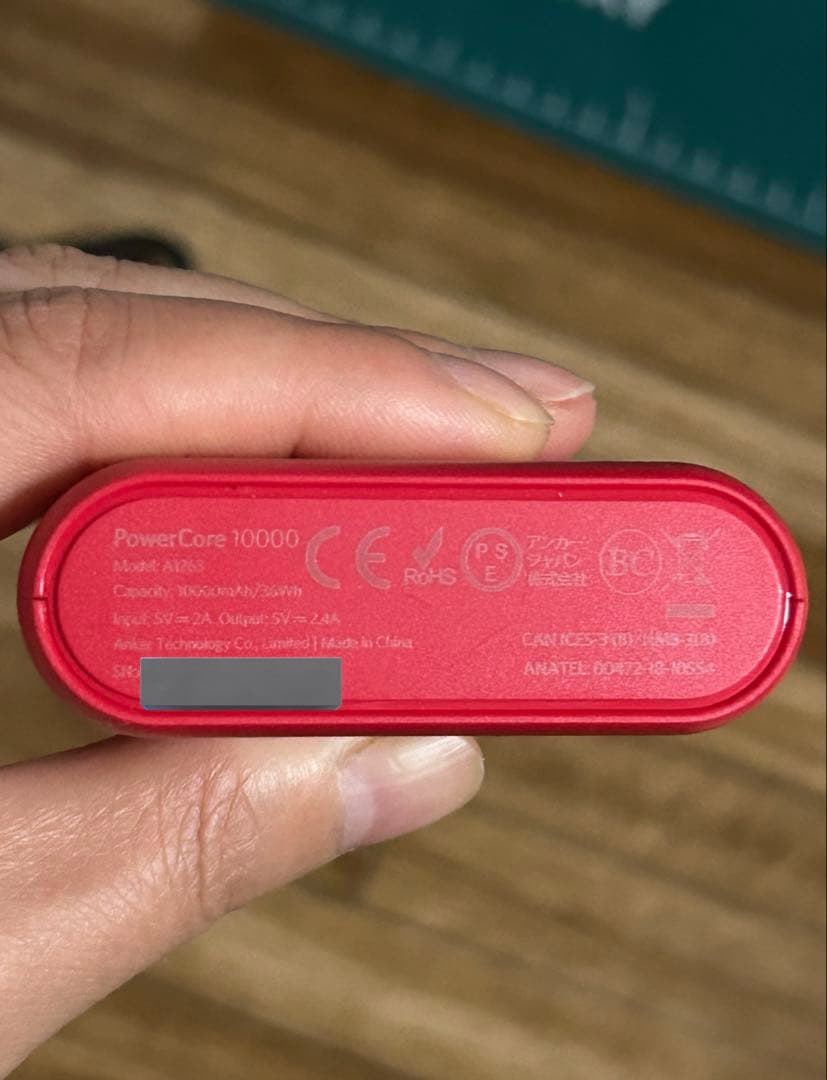 PowerCore 10000
Model: A1263
Capacity: 10000mAh/36Wh
Input: 5V⎓2A Output: 5V⎓2.4A
Anker Technology Co., Limited | Made in China
SN:
CE
RoHS
PSE
アンカー・
ジャパン
株式会社
BC
CAN ICES-3 (B)/NMB-3(B)
ANATEL: 00472-18-10554